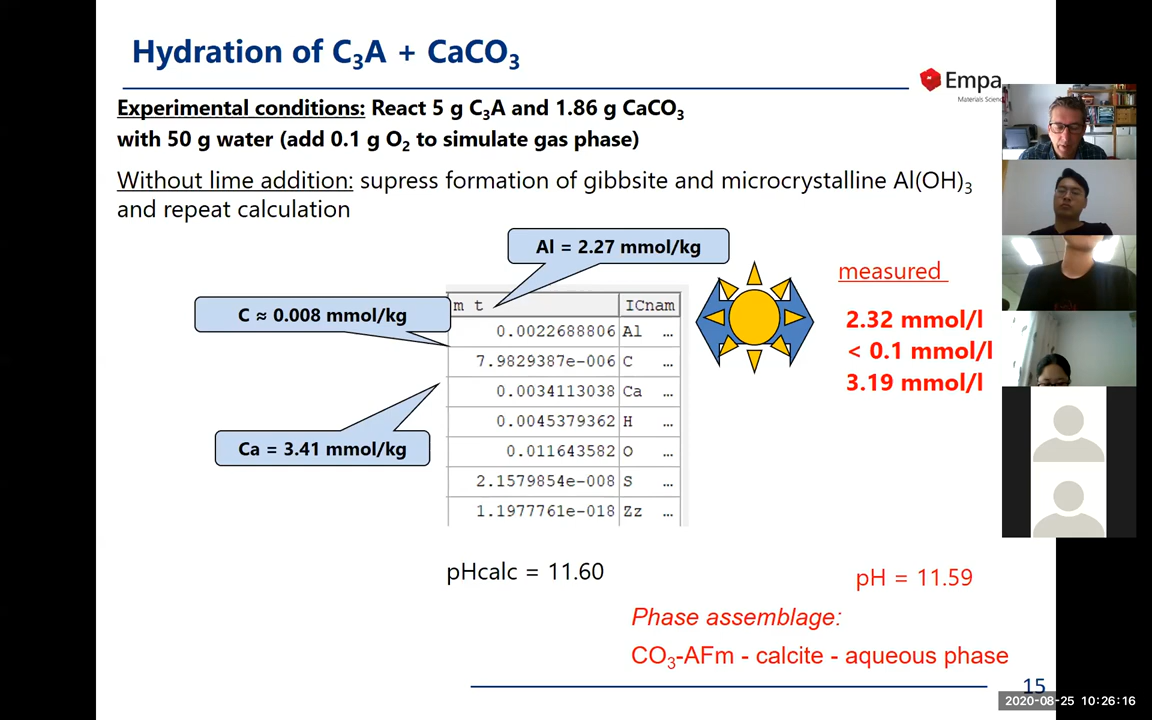 Hydration of C₃A + CaCO₃
Empa
Materials Scienc
Experimental conditions: React 5 g C₃A and 1.86 g CaCO₃
with 50 g water (add 0.1 g O₂ to simulate gas phase)
Without lime addition: supress formation of gibbsite and microcrystalline Al(OH)₃
and repeat calculation
Al = 2.27 mmol/kg
C ≈ 0.008 mmol/kg
Ca = 3.41 mmol/kg
m t ICnam
0.0022688806 Al ...
7.9829387e-006 C ...
0.0034113038 Ca ...
0.0045379362 H ...
0.011643582 O ...
2.1579854e-008 S ...
1.1977761e-018 Zz ...
measured
2.32 mmol/l
< 0.1 mmol/l
3.19 mmol/l
pHcalc = 11.60
pH = 11.59
Phase assemblage:
CO₃-AFm - calcite - aqueous phase
15
2020-08-25 10:26:16